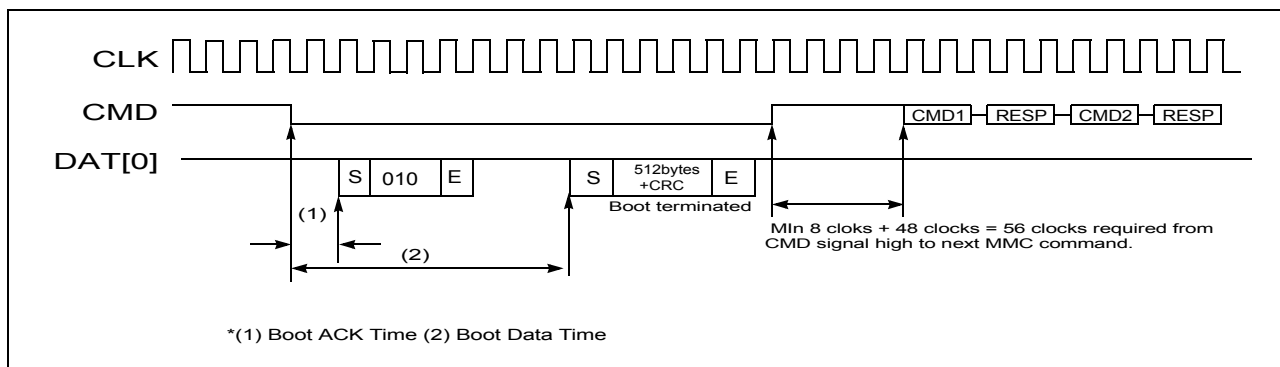 CLK
CMD
CMD1 RESP CMD2 RESP
DAT[0]
S 010 E
S 512bytes +CRC E
Boot terminated
(1)
(2)
MIn 8 cloks + 48 clocks = 56 clocks required from
CMD signal high to next MMC command.
*(1) Boot ACK Time (2) Boot Data Time